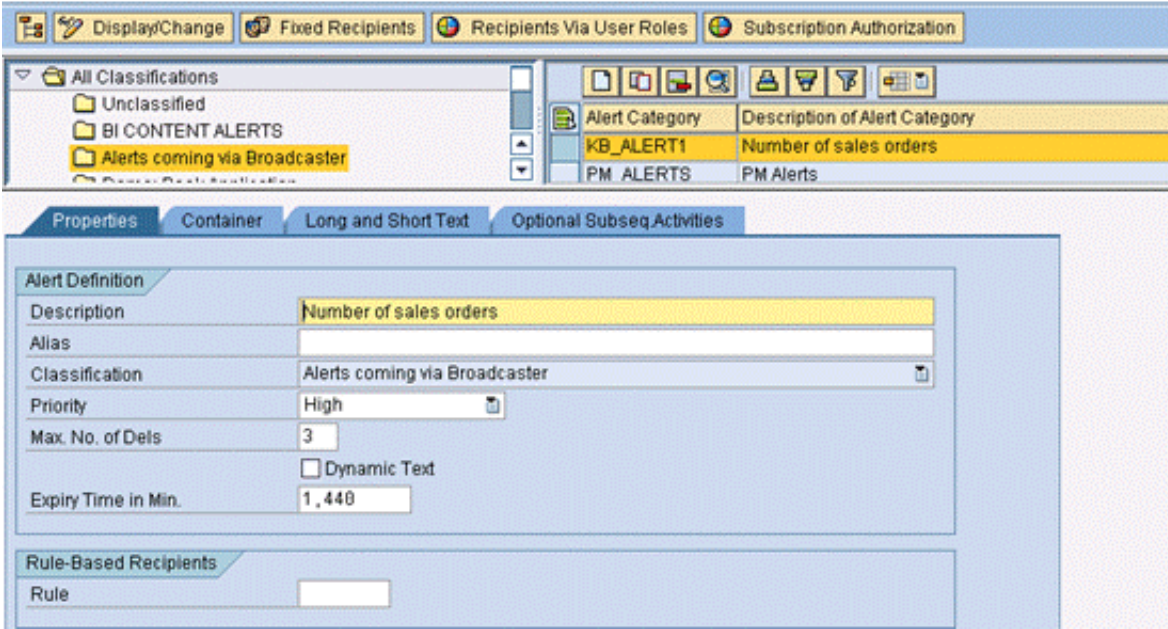 Display/Change Fixed Recipients Recipients Via User Roles Subscription Authorization
All Classifications
Unclassified
BI CONTENT ALERTS
Alerts coming via Broadcaster
Alert Category Description of Alert Category
KB_ALERT1 Number of sales orders
PM_ALERTS PM Alerts
Properties Container Long and Short Text Optional Subseq.Activities
Alert Definition
Description Number of sales orders
Alias
Classification Alerts coming via Broadcaster
Priority High
Max. No. of Dels 3
Dynamic Text
Expiry Time in Min. 1,440
Rule-Based Recipients
Rule